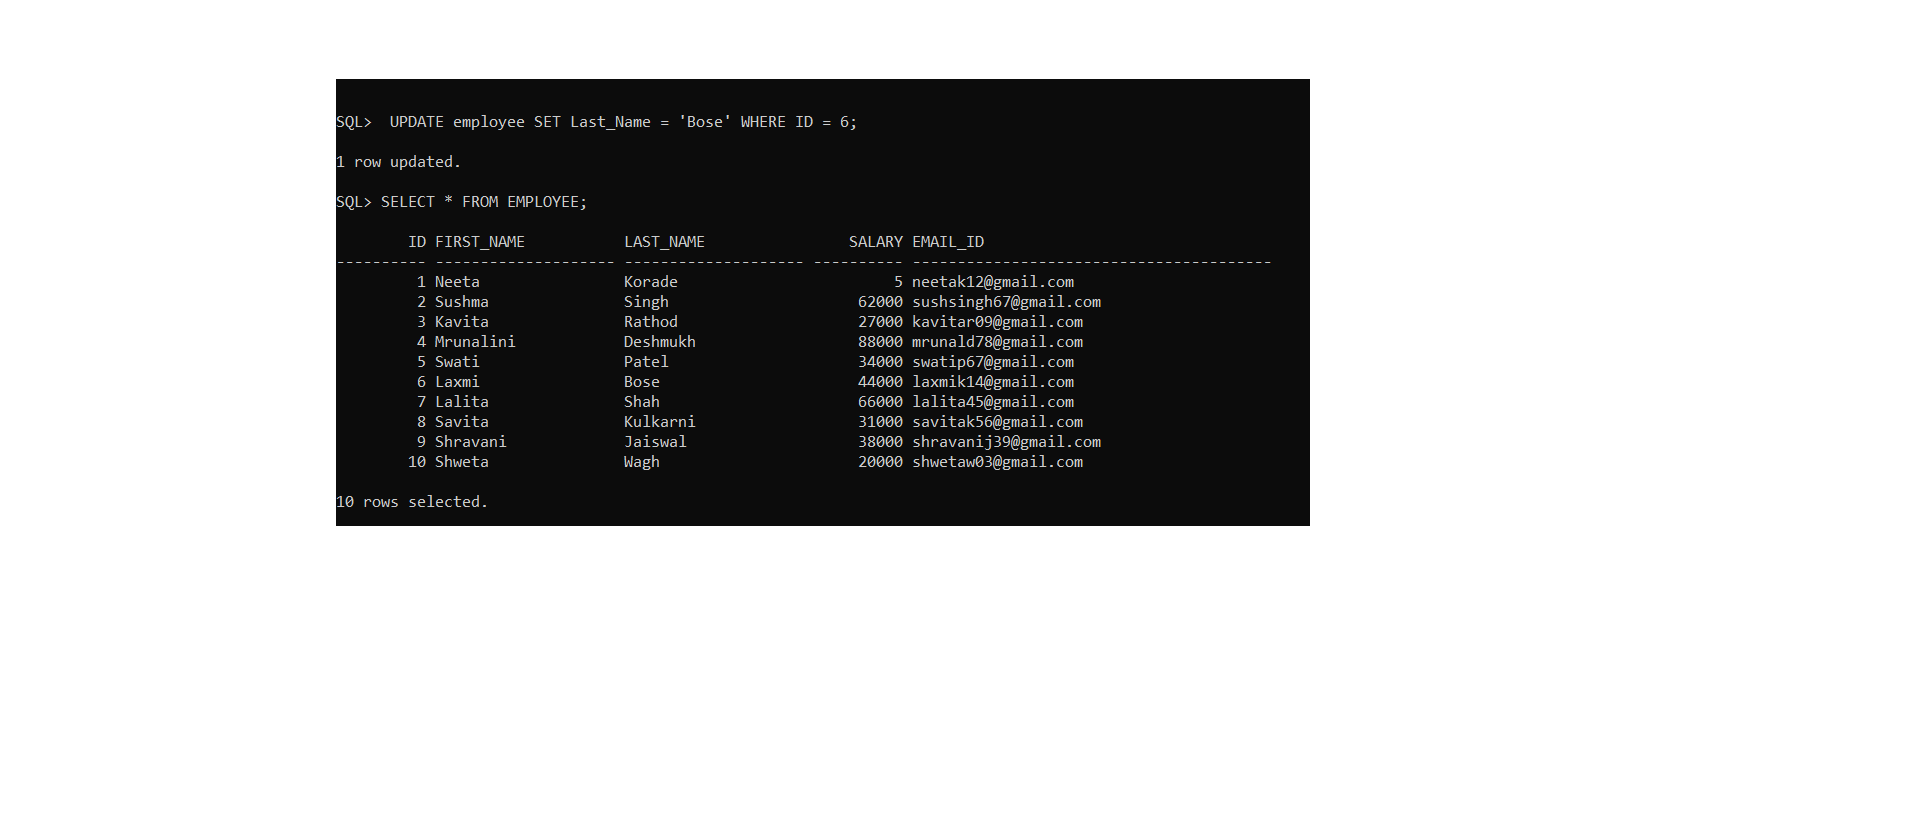 SQL>  UPDATE employee SET Last_Name = 'Bose' WHERE ID = 6;
1 row updated.
SQL> SELECT * FROM EMPLOYEE;
        ID FIRST_NAME           LAST_NAME                SALARY EMAIL_ID
---------- -------------------- -------------------- ---------- ----------------------------------------
         1 Neeta                Korade                        5 neetak12@gmail.com
         2 Sushma               Singh                     62000 sushsingh67@gmail.com
         3 Kavita               Rathod                    27000 kavitar09@gmail.com
         4 Mrunalini            Deshmukh                  88000 mrunald78@gmail.com
         5 Swati                Patel                     34000 swatip67@gmail.com
         6 Laxmi                Bose                      44000 laxmik14@gmail.com
         7 Lalita               Shah                      66000 lalita45@gmail.com
         8 Savita               Kulkarni                  31000 savitak56@gmail.com
         9 Shravani             Jaiswal                   38000 shravanij39@gmail.com
        10 Shweta               Wagh                      20000 shwetaw03@gmail.com
10 rows selected.